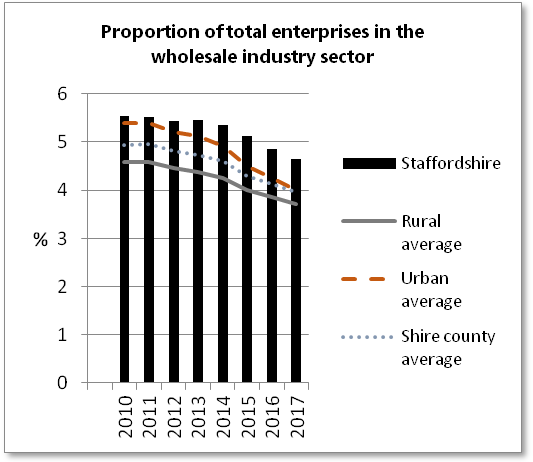 Proportion of total enterprises in the
wholesale industry sector
6
5
4
3
2
1
0
%
2010
2011
2012
2013
2014
2015
2016
2017
Staffordshire
Rural
average
Urban
average
Shire county
average